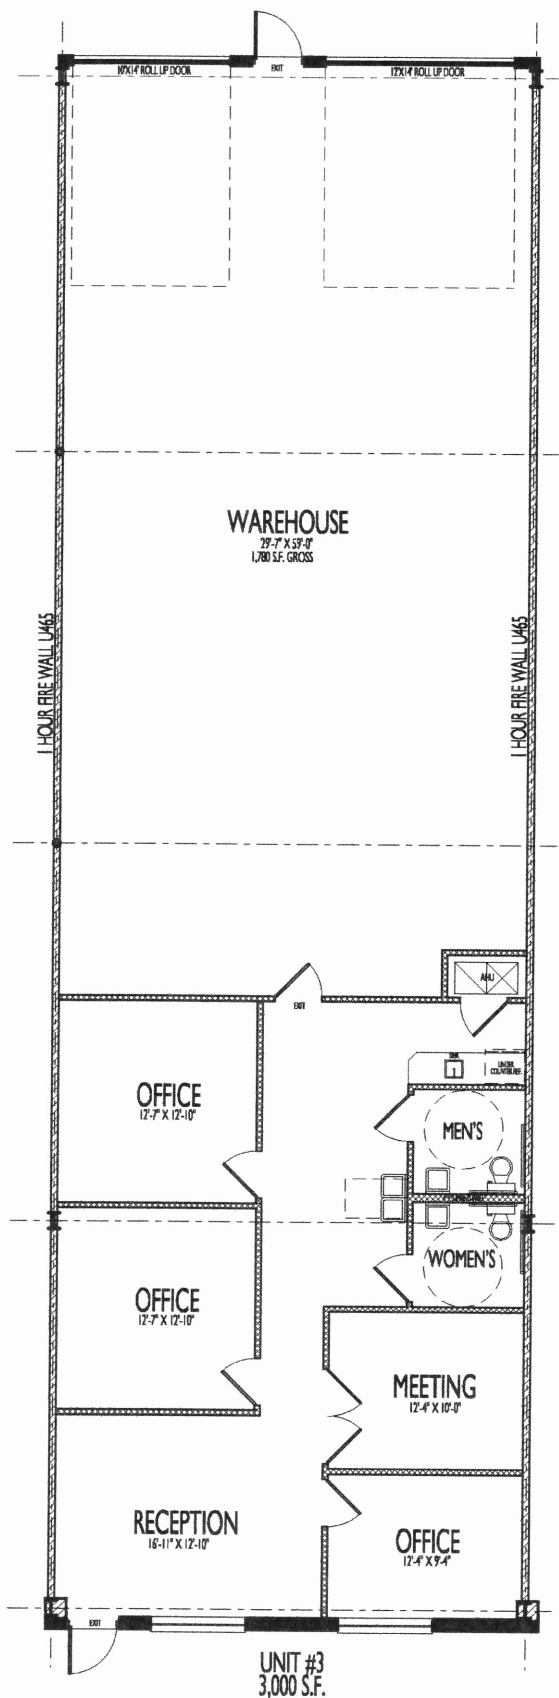 10'X14' ROLL UP DOOR
EXIT
12'X14' ROLL UP DOOR
WAREHOUSE
29'-7" X 59'-0"
1,780 S.F. GROSS
1 HOUR FIRE WALL U465
1 HOUR FIRE WALL U465
AHU
EXIT
SINK
UNDER
COUNTER REF.
OFFICE
12'-7" X 12'-10"
MEN'S
WOMEN'S
OFFICE
12'-7" X 12'-10"
MEETING
12'-4" X 10'-0"
RECEPTION
16'-11" X 12'-10"
OFFICE
12'-4" X 9'-4"
EXIT
UNIT #3
3,000 S.F.